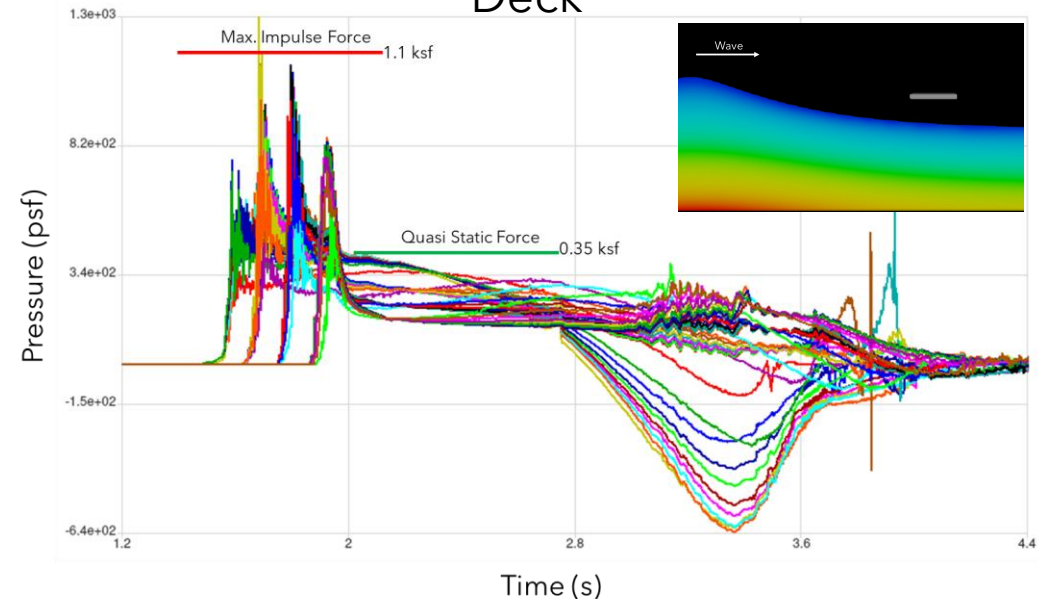 Deck
1.3e+03
Max. Impulse Force
1.1 ksf
Wave
8.2e+02
Quasi Static Force
0.35 ksf
3.4e+02
Pressure (psf)
-1.5e+02
-6.4e+02
1.2
2
2.8
3.6
4.4
Time (s)